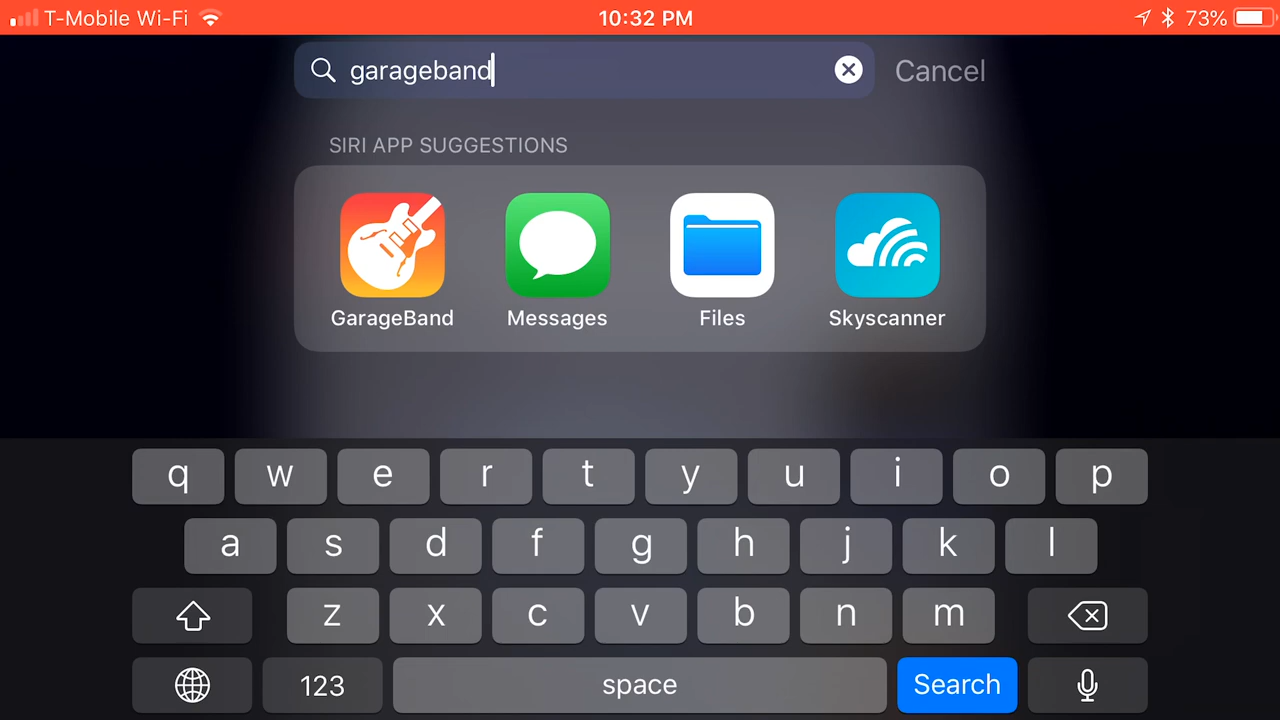 T-Mobile Wi-Fi 10:32 PM 73%
garageband Cancel
SIRI APP SUGGESTIONS
GarageBand Messages Files Skyscanner
q w e r t y u i o p
a s d f g h j k l
z x c v b n m
123 space Search